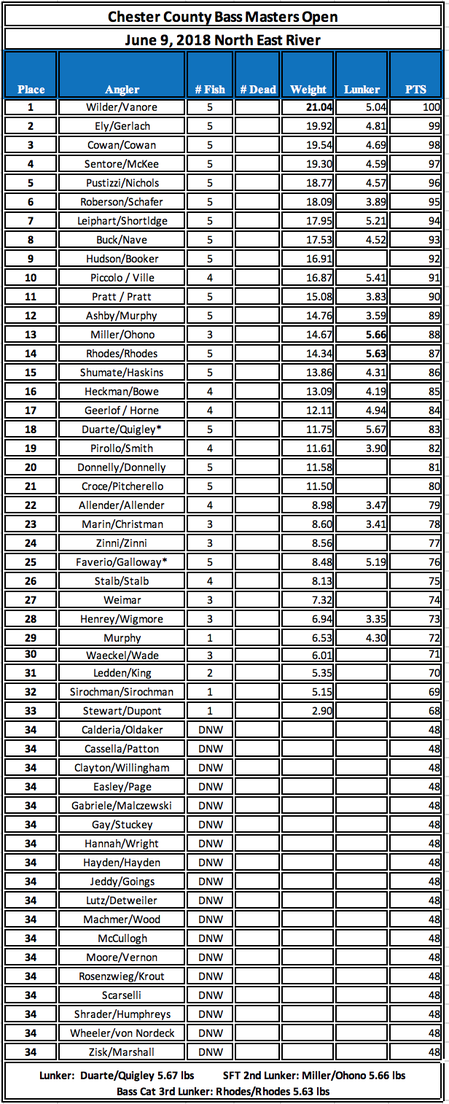 Chester County Bass Masters Open
June 9, 2018 North East River
Place Angler # Fish # Dead Weight Lunker PTS
1 Wilder/Vanore 5 21.04 5.04 100
2 Ely/Gerlach 5 19.92 4.81 99
3 Cowan/Cowan 5 19.54 4.69 98
4 Sentore/McKee 5 19.30 4.59 97
5 Pustizzi/Nichols 5 18.77 4.57 96
6 Roberson/Schafer 5 18.09 3.89 95
7 Leiphart/Shortldge 5 17.95 5.21 94
8 Buck/Nave 5 17.53 4.52 93
9 Hudson/Booker 5 16.91 92
10 Piccolo / Ville 4 16.87 5.41 91
11 Pratt / Pratt 5 15.08 3.83 90
12 Ashby/Murphy 5 14.76 3.59 89
13 Miller/Ohono 3 14.67 5.66 88
14 Rhodes/Rhodes 5 14.34 5.63 87
15 Shumate/Haskins 5 13.86 4.31 86
16 Heckman/Bowe 4 13.09 4.19 85
17 Geerlof / Horne 4 12.11 4.94 84
18 Duarte/Quigley* 5 11.75 5.67 83
19 Pirollo/Smith 4 11.61 3.90 82
20 Donnelly/Donnelly 5 11.58 81
21 Croce/Pitcherello 5 11.50 80
22 Allender/Allender 4 8.98 3.47 79
23 Marin/Christman 3 8.60 3.41 78
24 Zinni/Zinni 3 8.56 77
25 Faverio/Galloway* 5 8.48 5.19 76
26 Stalb/Stalb 4 8.13 75
27 Weimar 3 7.32 74
28 Henrey/Wigmore 3 6.94 3.35 73
29 Murphy 1 6.53 4.30 72
30 Waeckel/Wade 3 6.01 71
31 Ledden/King 2 5.35 70
32 Sirochman/Sirochman 1 5.15 69
33 Stewart/Dupont 1 2.90 68
34 Calderia/Oldaker DNW 48
34 Cassella/Patton DNW 48
34 Clayton/Willingham DNW 48
34 Easley/Page DNW 48
34 Gabriele/Malczewski DNW 48
34 Gay/Stuckey DNW 48
34 Hannah/Wright DNW 48
34 Hayden/Hayden DNW 48
34 Jeddy/Goings DNW 48
34 Lutz/Detweiler DNW 48
34 Machmer/Wood DNW 48
34 McCullogh DNW 48
34 Moore/Vernon DNW 48
34 Rosenzwieg/Krout DNW 48
34 Scarselli DNW 48
34 Shrader/Humphreys DNW 48
34 Wheeler/von Nordeck DNW 48
34 Zisk/Marshall DNW 48
Lunker: Duarte/Quigley 5.67 lbs SFT 2nd Lunker: Miller/Ohono 5.66 lbs
Bass Cat 3rd Lunker: Rhodes/Rhodes 5.63 lbs